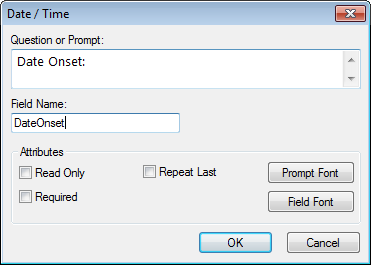 Date / Time
Question or Prompt:
Date Onset:
Field Name:
DateOnset
Attributes
Read Only
Repeat Last
Prompt Font
Required
Field Font
OK
Cancel